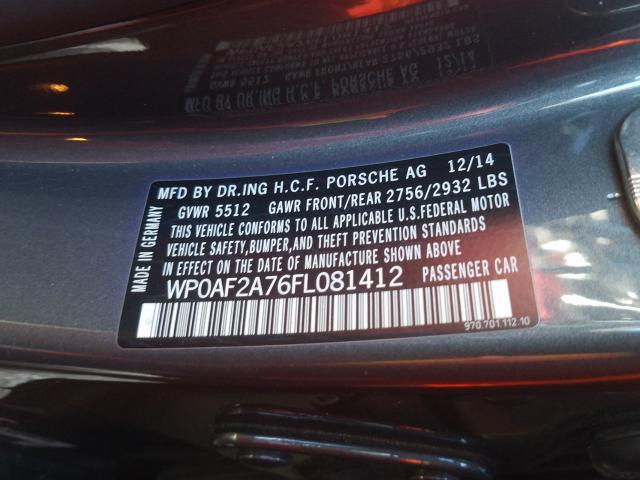 MFD BY DR.ING H.C.F. PORSCHE AG 12/14
GVWR 5512 GAWR FRONT/REAR 2756/2932 LBS
THIS VEHICLE CONFORMS TO ALL APPLICABLE U.S.FEDERAL MOTOR
VEHICLE SAFETY,BUMPER,AND THEFT PREVENTION STANDARDS
IN EFFECT ON THE DATE OF MANUFACTURE SHOWN ABOVE
MADE IN GERMANY
WP0AF2A76FL081412 PASSENGER CAR
970.701.112.10